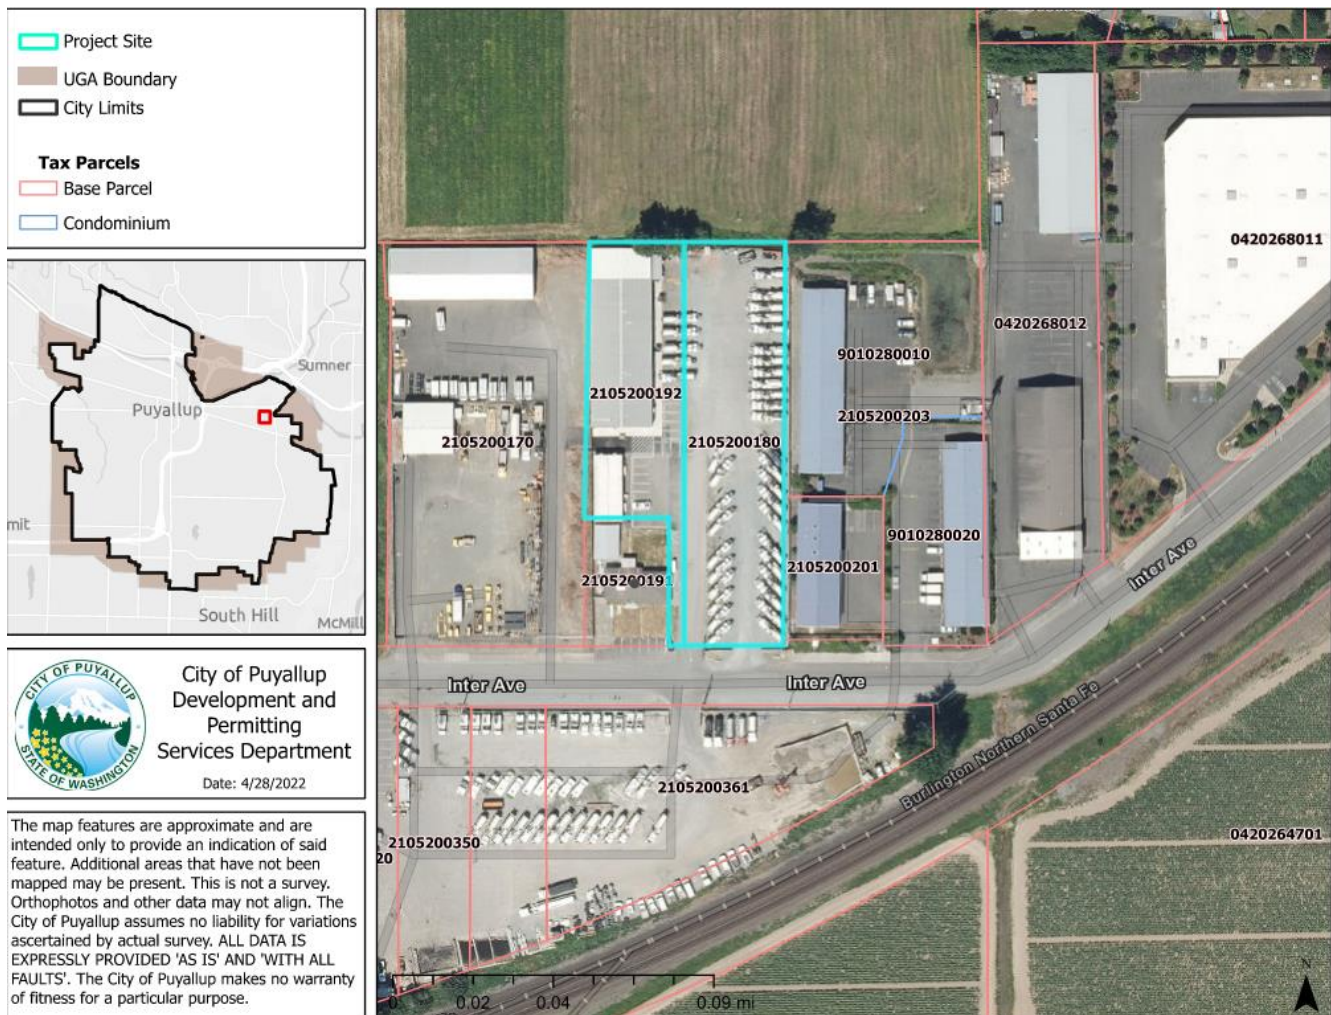 Project Site
UGA Boundary
City Limits
Tax Parcels
Base Parcel
Condominium
Sumner
Puyallup
mit
South Hill
McMill
CITY OF PUYALLUP
STATE OF WASHINGTON
City of Puyallup
Development and
Permitting
Services Department
Date: 4/28/2022
The map features are approximate and are
intended only to provide an indication of said
feature. Additional areas that have not been
mapped may be present. This is not a survey.
Orthophotos and other data may not align. The
City of Puyallup assumes no liability for variations
ascertained by actual survey. ALL DATA IS
EXPRESSLY PROVIDED 'AS IS' AND 'WITH ALL
FAULTS'. The City of Puyallup makes no warranty
of fitness for a particular purpose.
0420268011
0420268012
9010280010
2105200192
2105200203
2105200170
2105200180
9010280020
2105200201
2105200191
Inter Ave
Inter Ave
Inter Ave
Burlington Northern Santa Fe
2105200361
2105200350
20
0420264701
0 0.02 0.04 0.09 mi
N